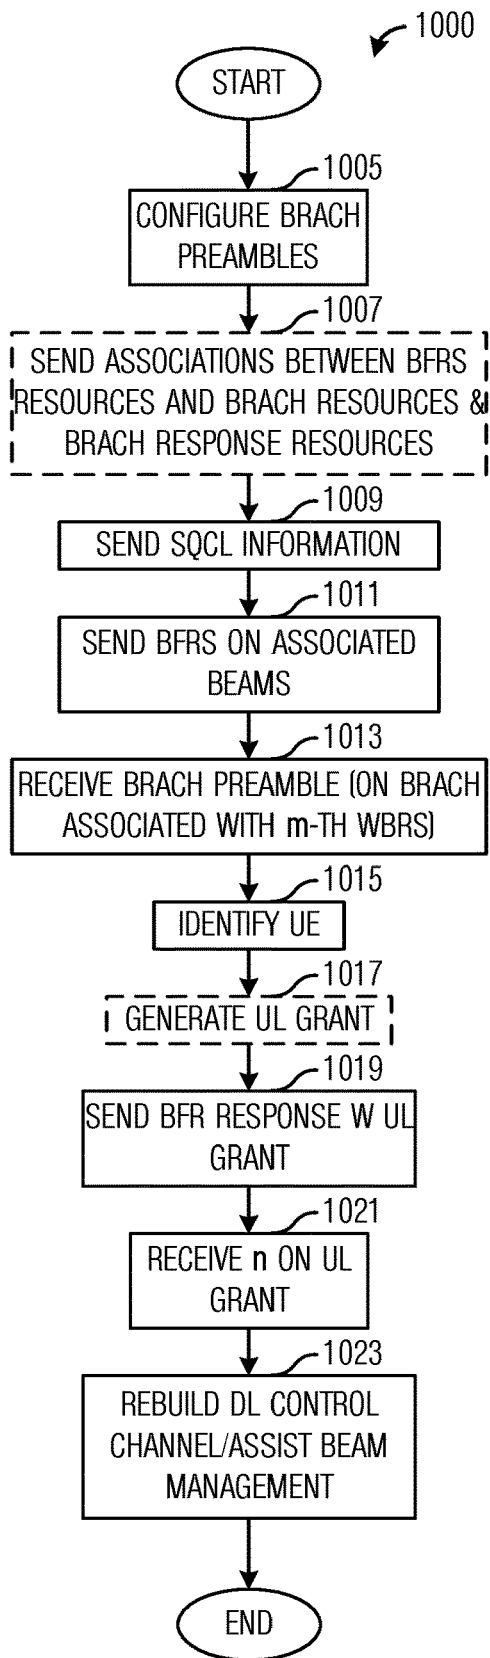 1000
START
1005
CONFIGURE BRACH
PREAMBLES
1007
SEND ASSOCIATIONS BETWEEN BFRS
RESOURCES AND BRACH RESOURCES &
BRACH RESPONSE RESOURCES
1009
SEND SQCL INFORMATION
1011
SEND BFRS ON ASSOCIATED
BEAMS
1013
RECEIVE BRACH PREAMBLE (ON BRACH
ASSOCIATED WITH m-TH WBRS)
1015
IDENTIFY UE
1017
GENERATE UL GRANT
1019
SEND BFR RESPONSE W UL
GRANT
1021
RECEIVE n ON UL
GRANT
1023
REBUILD DL CONTROL
CHANNEL/ASSIST BEAM
MANAGEMENT
END